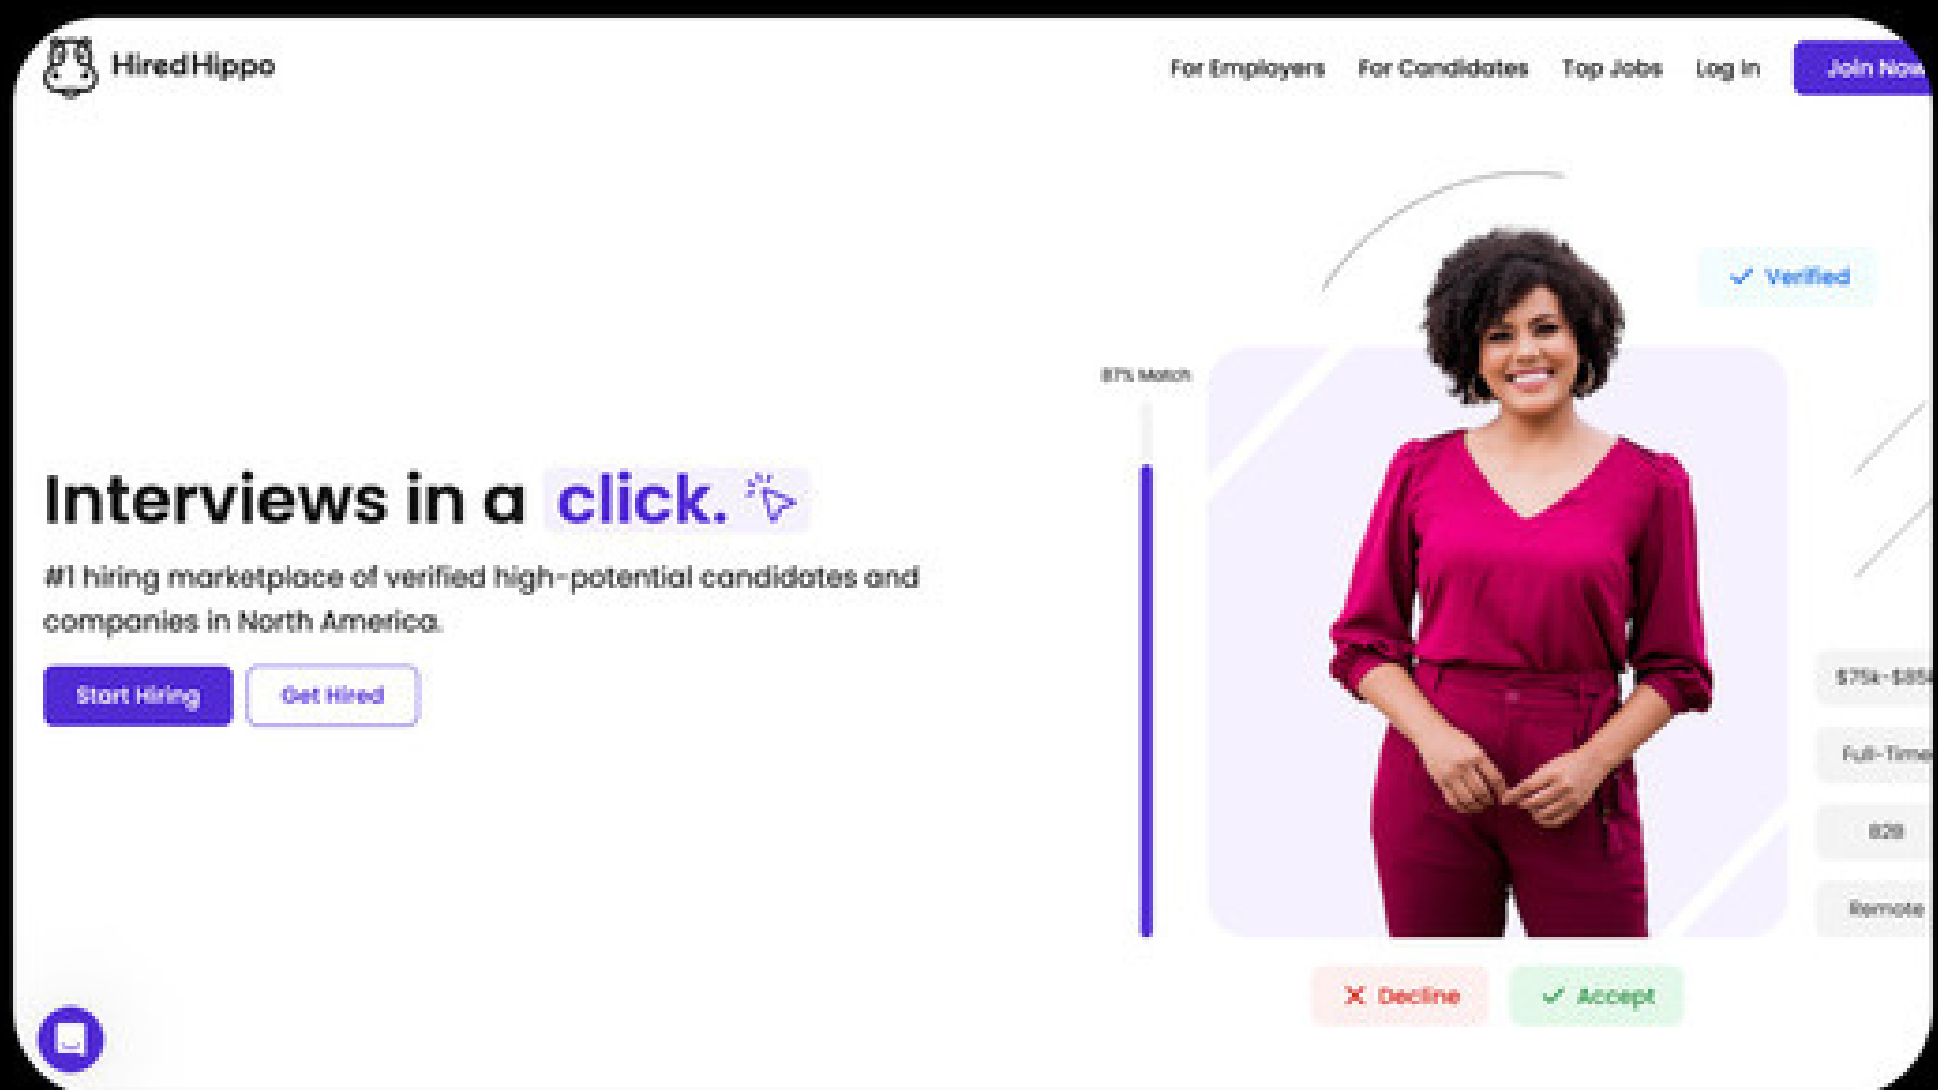 HiredHippo
For Employers
For Candidates
Top Jobs
Log In
Join Now
Verified
87% Match
Interviews in a click.
#1 hiring marketplace of verified high-potential candidates and
companies in North America.
Start Hiring
Get Hired
$75k-$85k
Full-Time
B2B
Remote
Decline
Accept